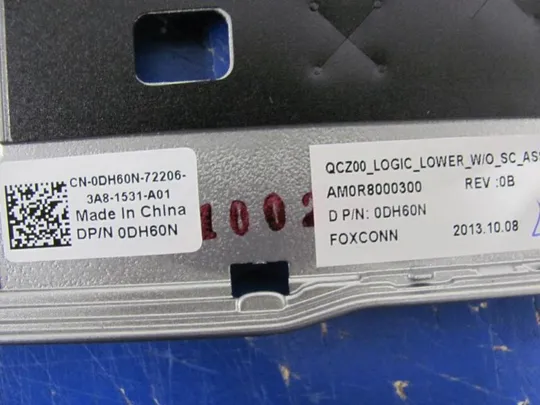 CN-0DH60N-72206-
3A8-1531-A01
Made in China
DP/N 0DH60N
1002
QCZ00_LOGIC_LOWER_W/O_SC_ASS
AM0R8000300 REV :0B
D P/N: 0DH60N
FOXCONN 2013.10.08